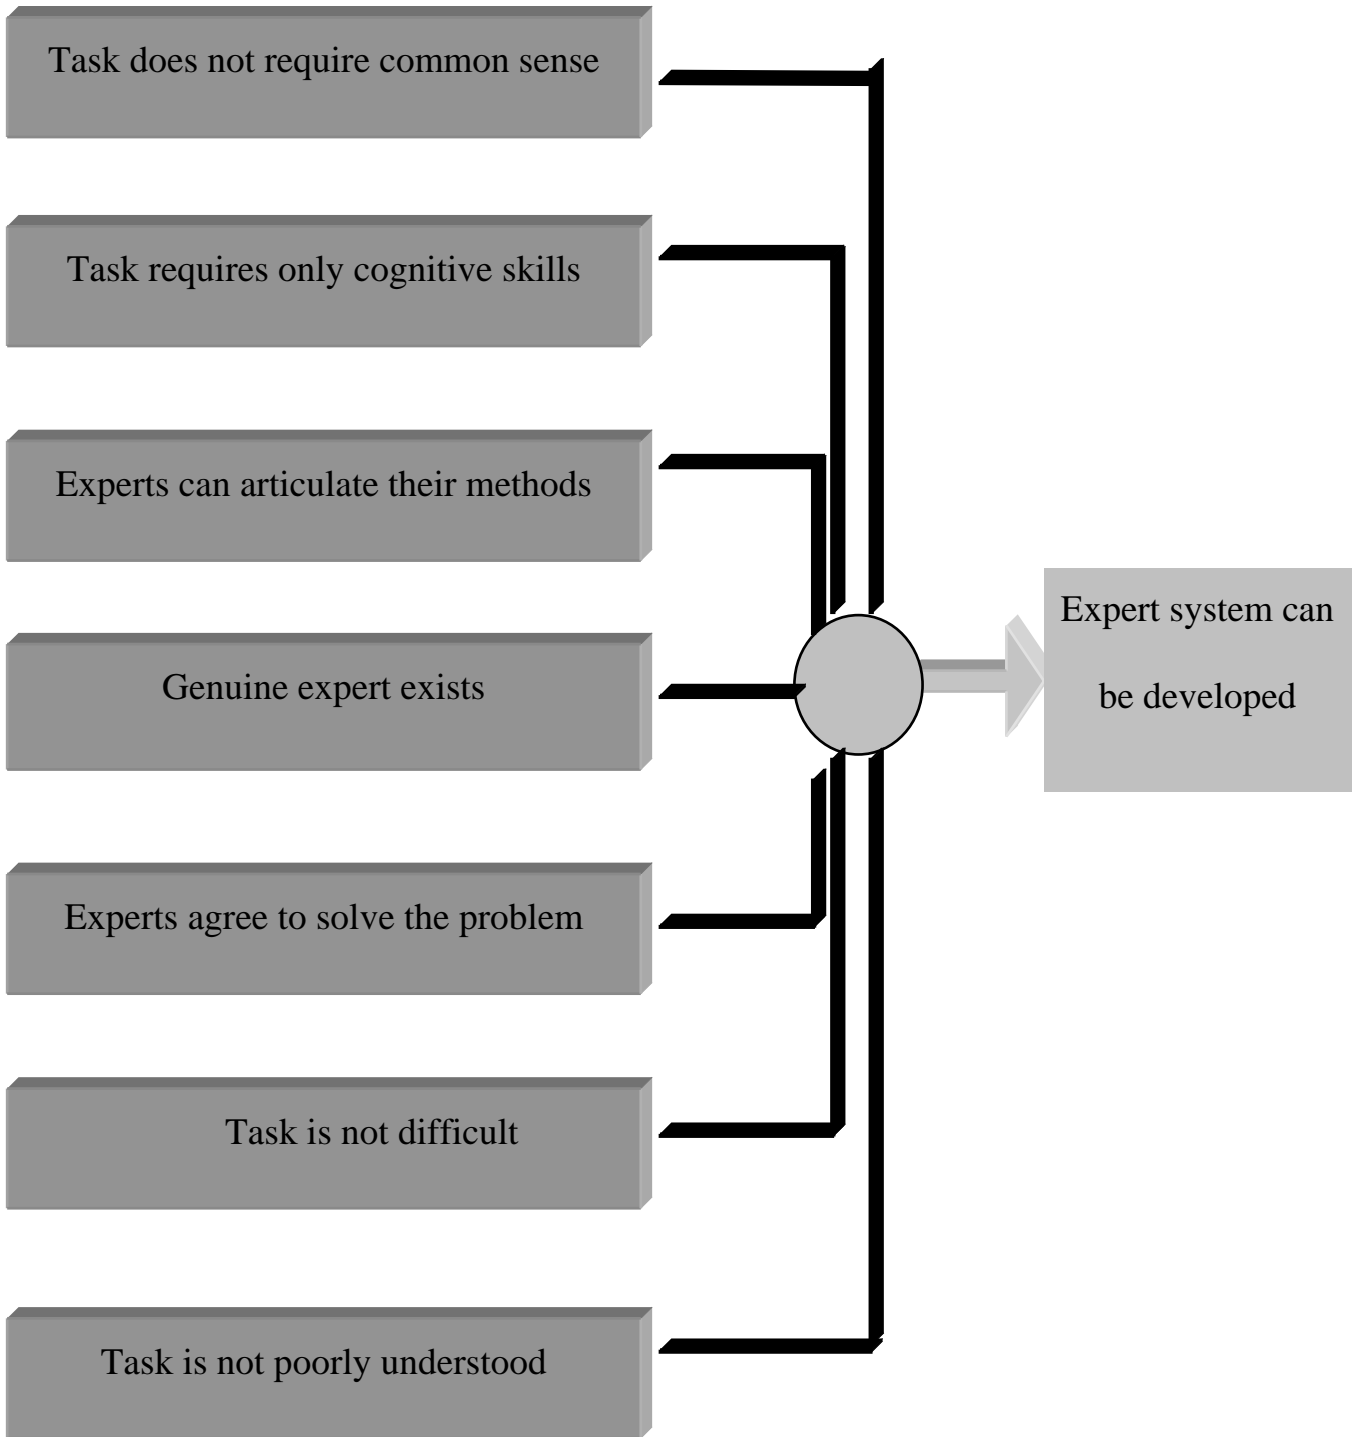 Task does not require common sense
Task requires only cognitive skills
Experts can articulate their methods
Genuine expert exists
Experts agree to solve the problem
Task is not difficult
Task is not poorly understood
Expert system can
be developed